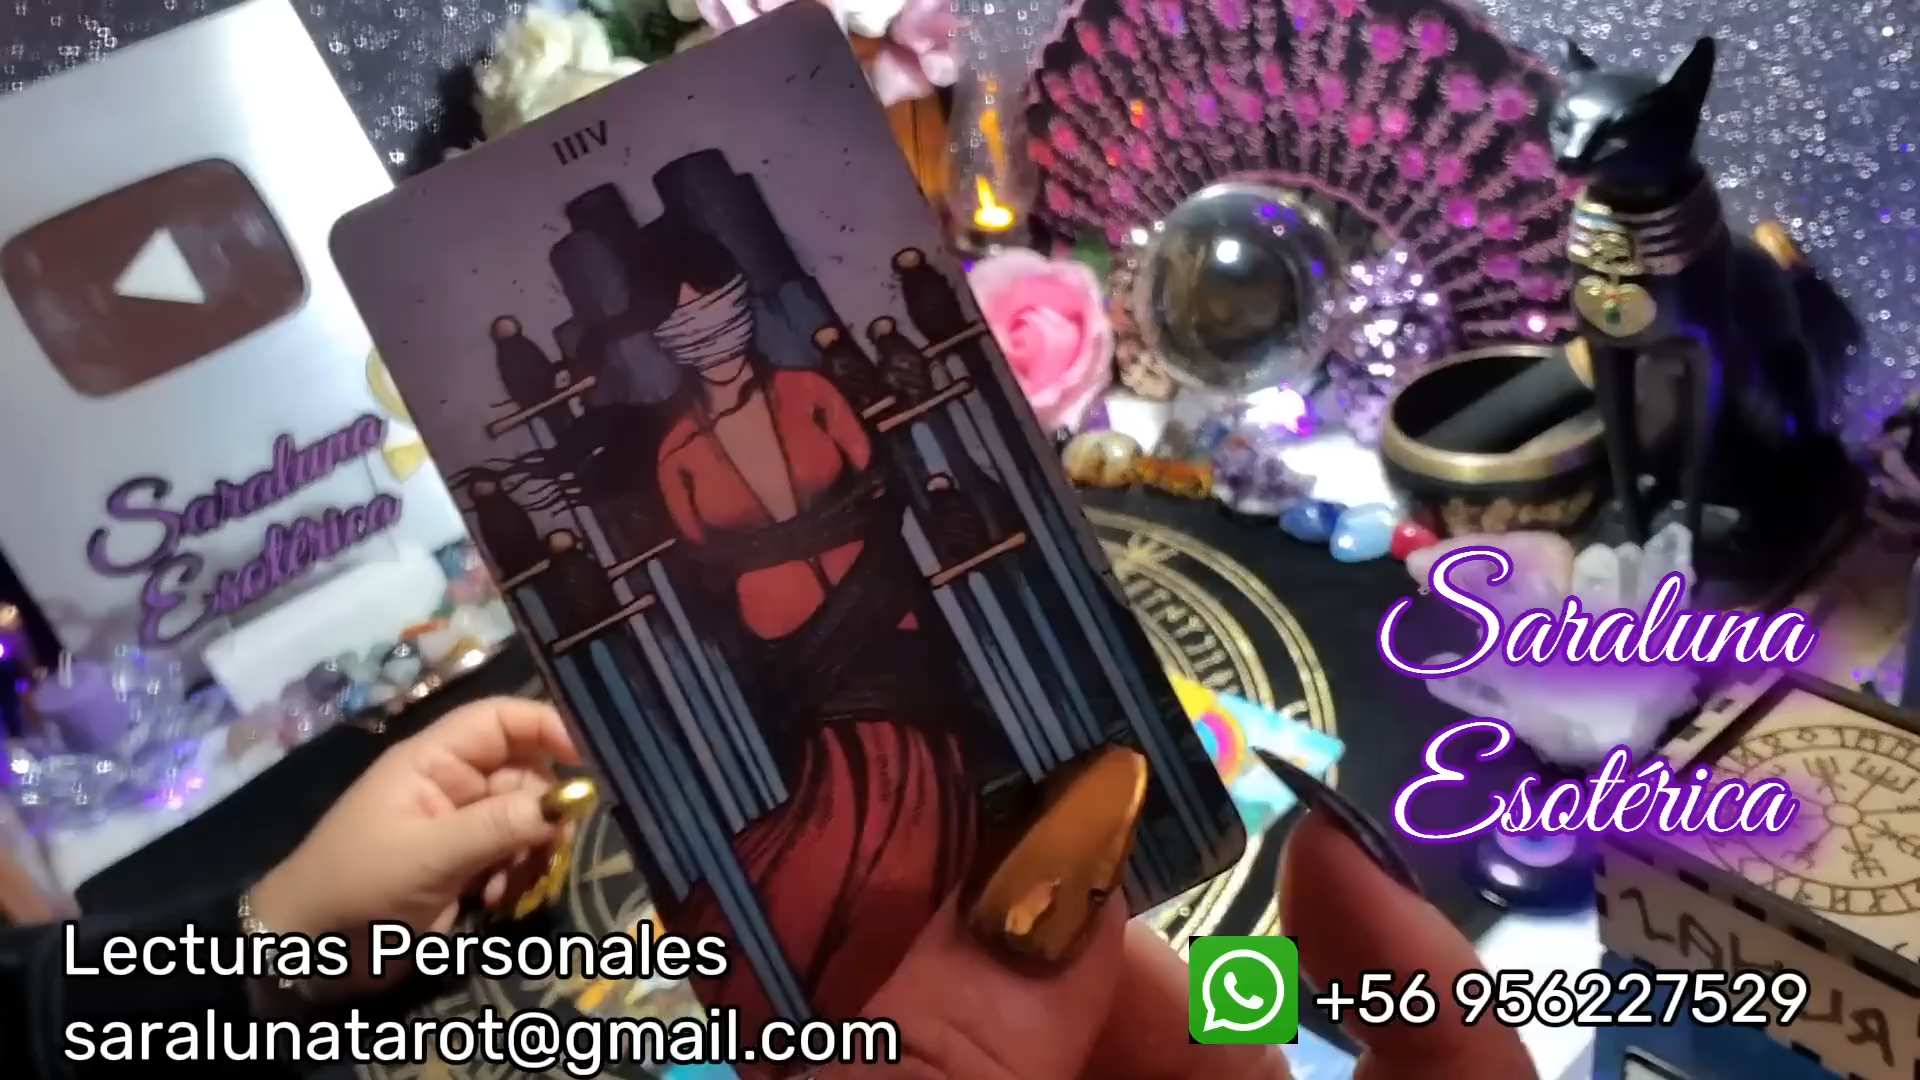 IIIV
Saraluna
Esotérica
Saraluna
Esotérica
Lecturas Personales
saralunatarot@gmail.com
+56 956227529